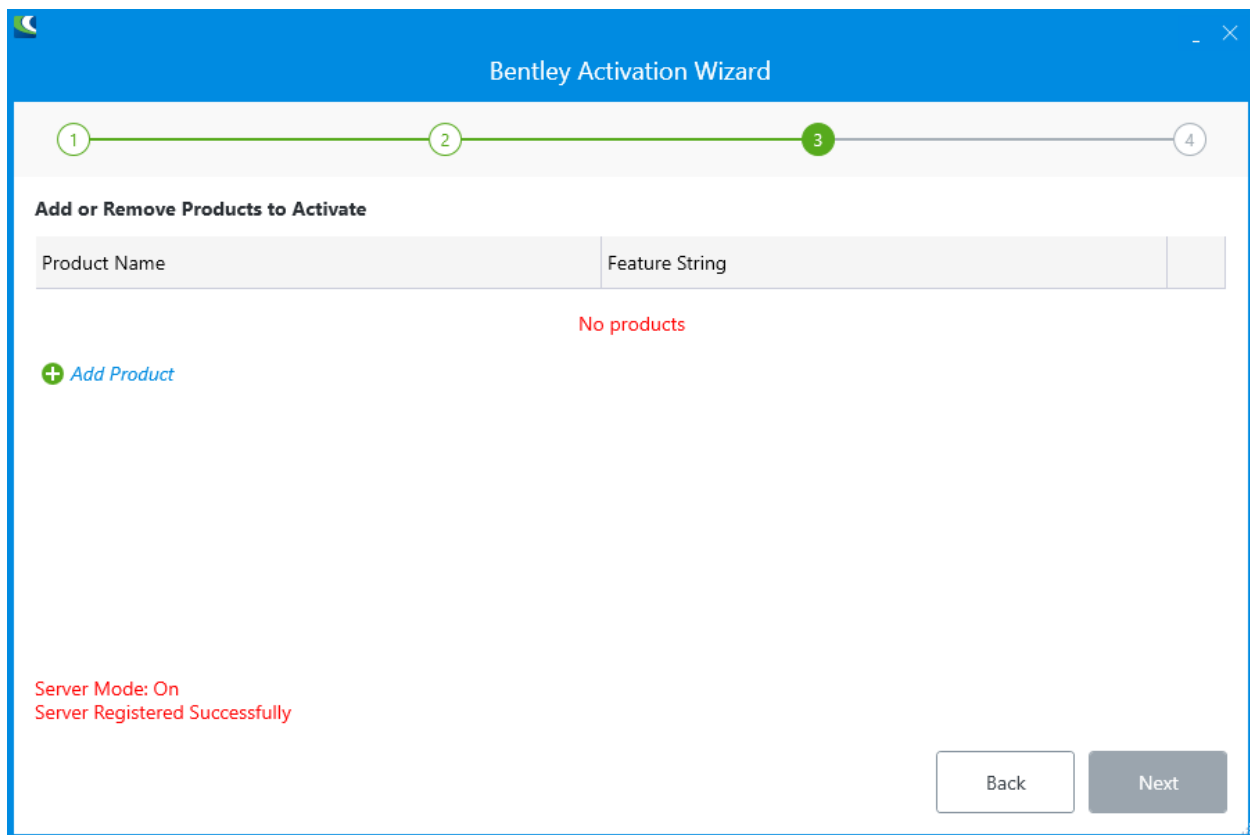 Bentley Activation Wizard
1 2 3 4
Add or Remove Products to Activate
Product Name Feature String
No products
Add Product
Server Mode: On
Server Registered Successfully
Back Next